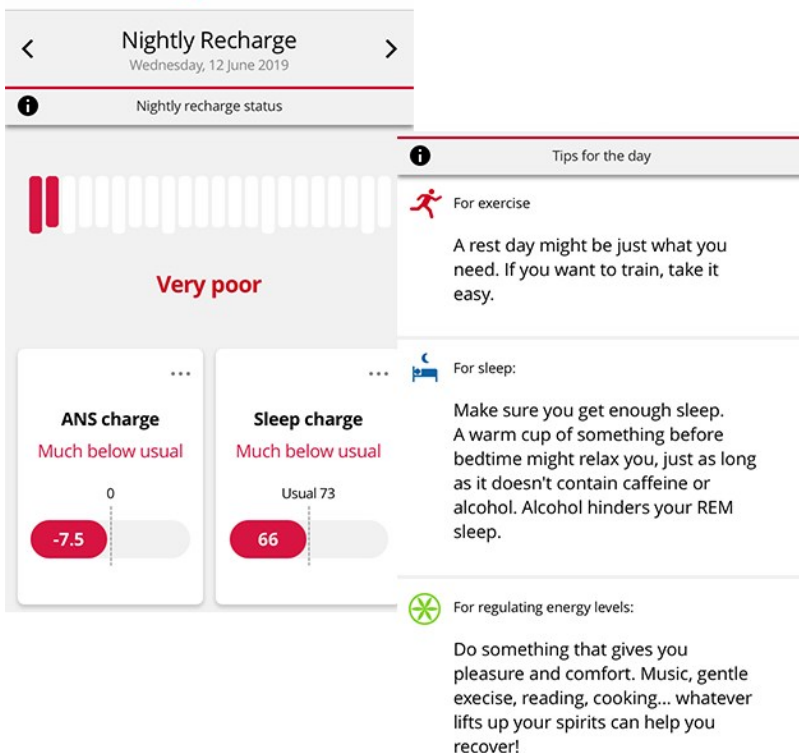 Nightly Recharge
Wednesday, 12 June 2019
Nightly recharge status
Very poor
ANS charge
Much below usual
0
-7.5
Sleep charge
Much below usual
Usual 73
66
Tips for the day
For exercise
A rest day might be just what you
need. If you want to train, take it
easy.
For sleep:
Make sure you get enough sleep.
A warm cup of something before
bedtime might relax you, just as long
as it doesn't contain caffeine or
alcohol. Alcohol hinders your REM
sleep.
For regulating energy levels:
Do something that gives you
pleasure and comfort. Music, gentle
execise, reading, cooking... whatever
lifts up your spirits can help you
recover!